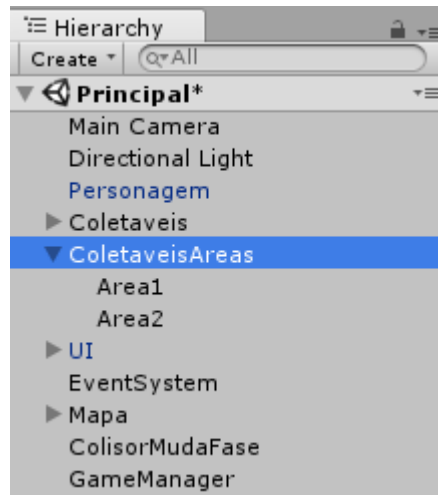 Hierarchy
Create All
Principal*
Main Camera
Directional Light
Personagem
Coletaveis
ColetaveisAreas
Area1
Area2
UI
EventSystem
Mapa
ColisorMudaFase
GameManager